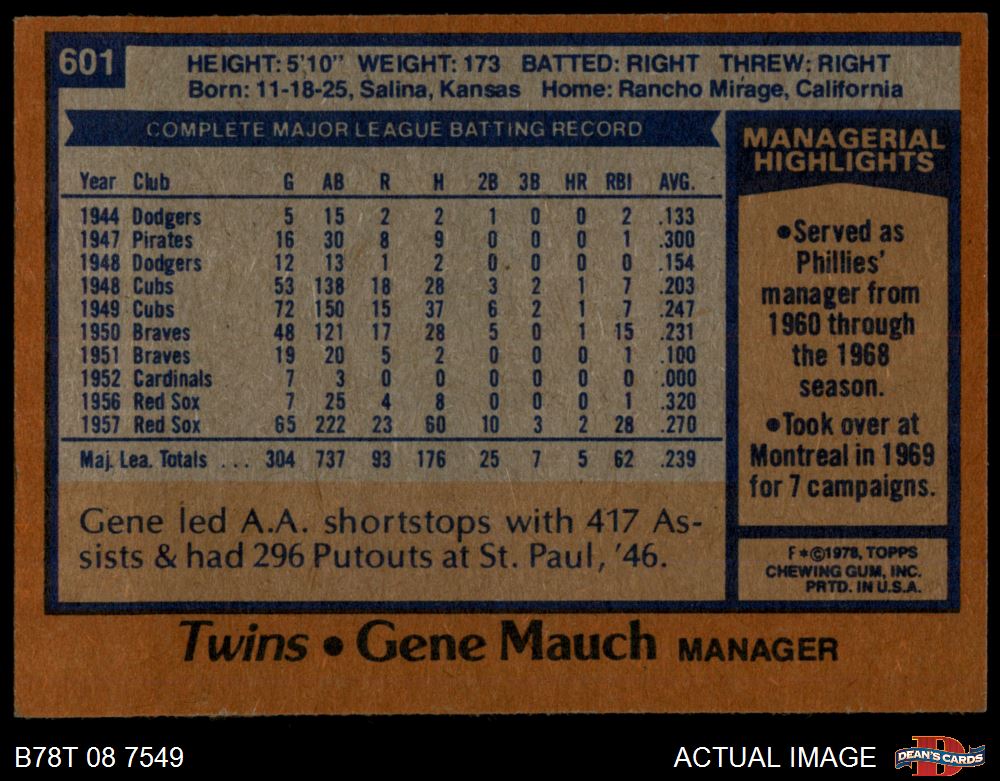 601
HEIGHT: 5'10" WEIGHT: 173 BATTED: RIGHT THREW: RIGHT
Born: 11-18-25, Salina, Kansas Home: Rancho Mirage, California
COMPLETE MAJOR LEAGUE BATTING RECORD
Year Club G AB R H 2B 3B HR RBI AVG.
1944 Dodgers 5 15 2 2 1 0 0 2 .133
1947 Pirates 16 30 8 9 0 0 0 1 .300
1948 Dodgers 12 13 1 2 0 0 0 0 .154
1948 Cubs 53 138 18 28 3 2 1 7 .203
1949 Cubs 72 150 15 37 6 2 1 7 .247
1950 Braves 48 121 17 28 5 0 1 15 .231
1951 Braves 19 20 5 2 0 0 0 1 .100
1952 Cardinals 7 3 0 0 0 0 0 0 .000
1956 Red Sox 7 25 4 8 0 0 0 1 .320
1957 Red Sox 65 222 23 60 10 3 2 28 .270
Maj. Lea. Totals ... 304 737 93 176 25 7 5 62 .239
Gene led A.A. shortstops with 417 As-
sists & had 296 Putouts at St. Paul, '46.
MANAGERIAL
HIGHLIGHTS
•Served as
Phillies'
manager from
1960 through
the 1968
season.
•Took over at
Montreal in 1969
for 7 campaigns.
F*©1978, TOPPS
CHEWING GUM, INC.
PRTD. IN U.S.A.
Twins • Gene Mauch MANAGER
B78T 08 7549
ACTUAL IMAGE
D
DEAN'S CARDS